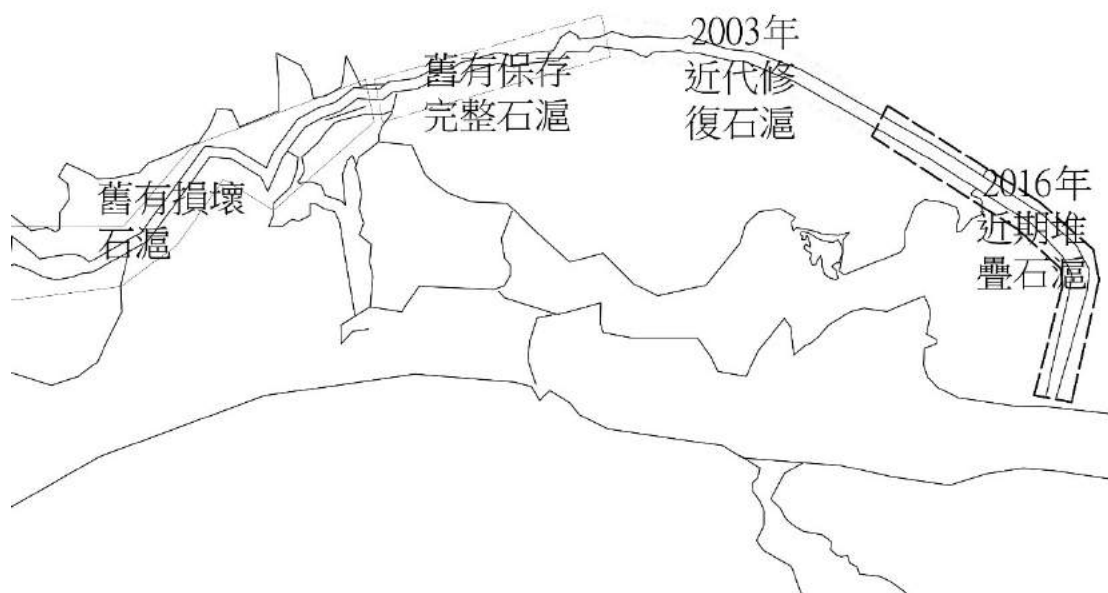 2003年
近代修
復石滬
舊有保存
完整石滬
舊有損壞
石滬
2016年
近期堆
疊石滬